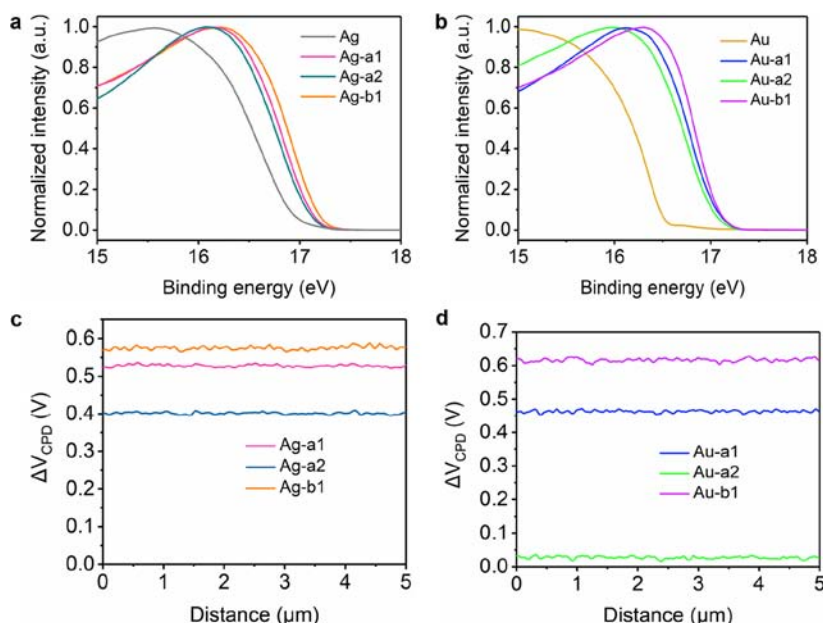 a
Normalized intensity (a.u.)
1.0
0.8
0.6
0.4
0.2
0.0
Ag
Ag-a1
Ag-a2
Ag-b1
15
16
17
18
Binding energy (eV)
b
Normalized intensity (a.u.)
1.0
0.8
0.6
0.4
0.2
0.0
Au
Au-a1
Au-a2
Au-b1
15
16
17
18
Binding energy (eV)
c
ΔV_CPD (V)
0.6
0.5
0.4
0.3
0.2
0.1
0.0
Ag-a1
Ag-a2
Ag-b1
0
1
2
3
4
5
Distance (μm)
d
ΔV_CPD (V)
0.7
0.6
0.5
0.4
0.3
0.2
0.1
0.0
Au-a1
Au-a2
Au-b1
0
1
2
3
4
5
Distance (μm)